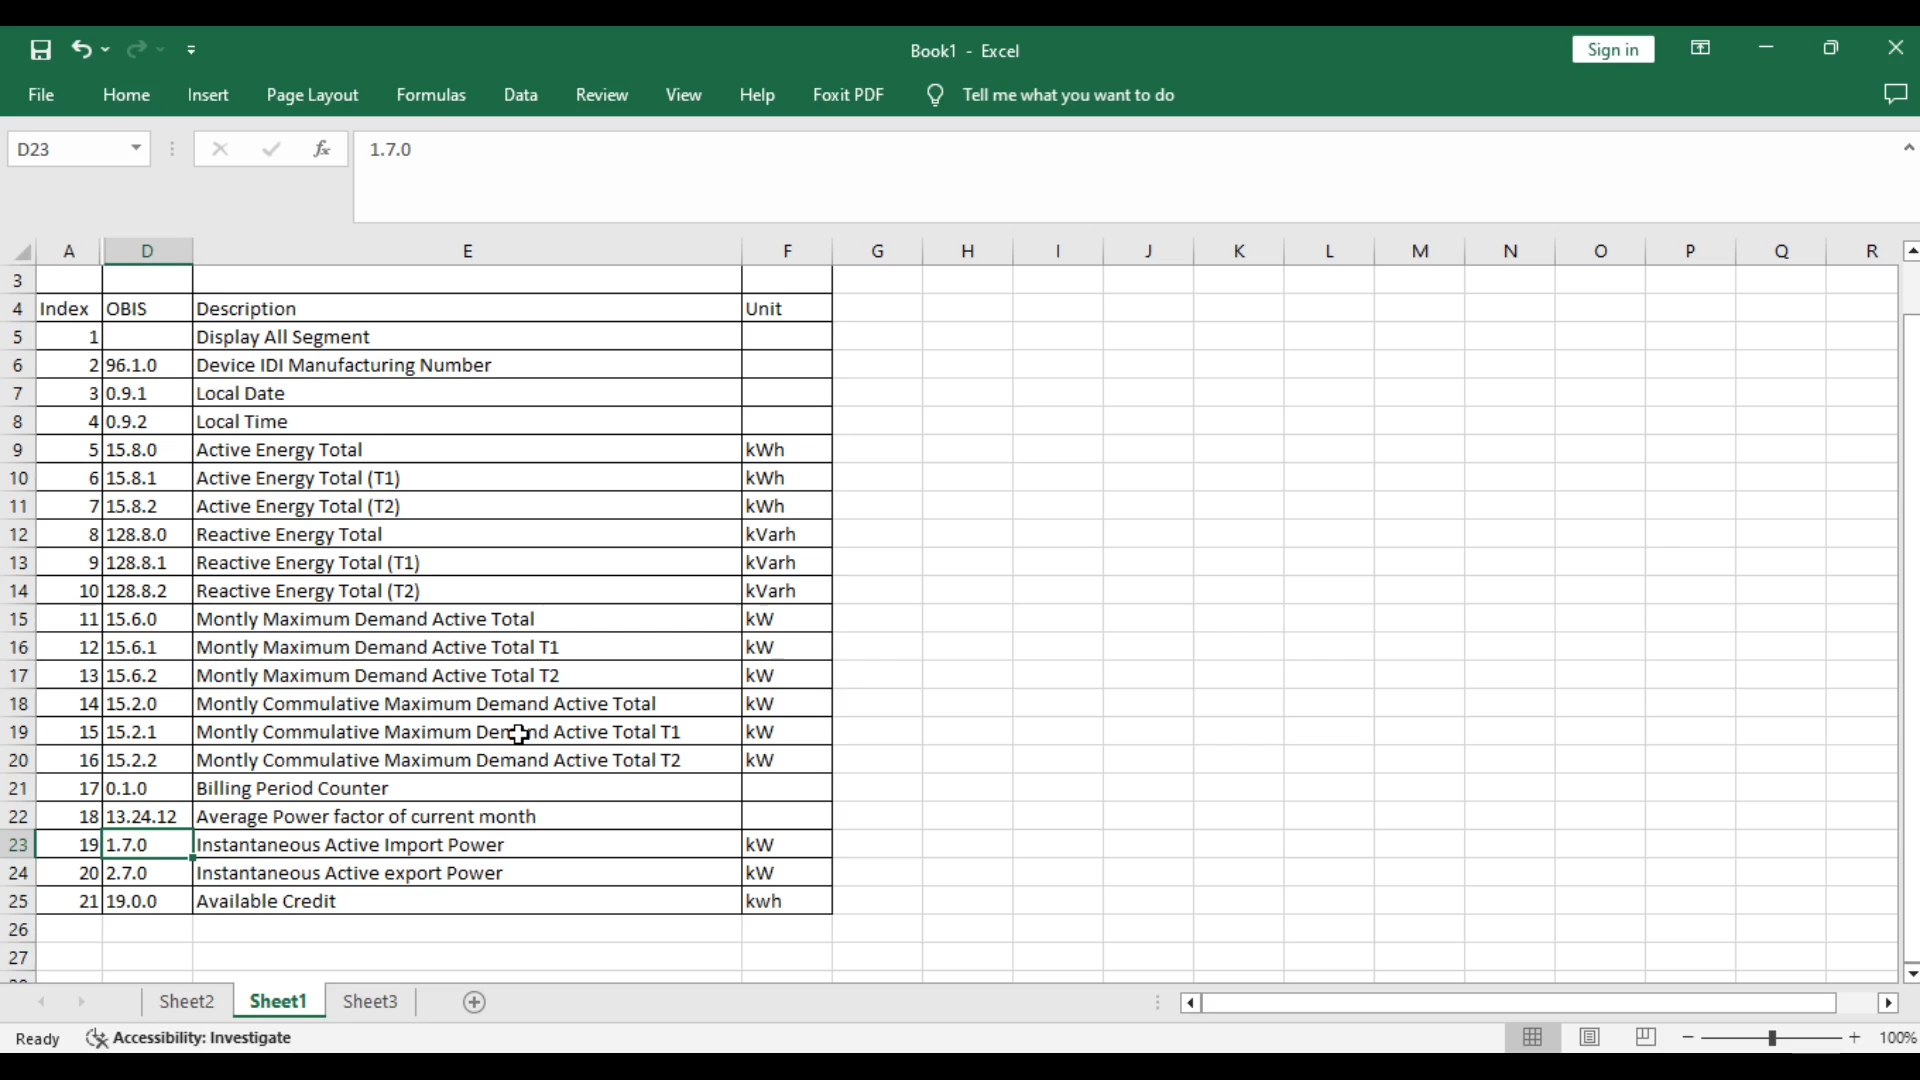 Book1 - Excel
Sign in
File Home Insert Page Layout Formulas Data Review View Help Foxit PDF Tell me what you want to do
D23 fx 1.7.0
A D E F G H I J K L M N O P Q R
3
4 Index OBIS Description Unit
5 1 Display All Segment
6 2 96.1.0 Device IDI Manufacturing Number
7 3 0.9.1 Local Date
8 4 0.9.2 Local Time
9 5 15.8.0 Active Energy Total kWh
10 6 15.8.1 Active Energy Total (T1) kWh
11 7 15.8.2 Active Energy Total (T2) kWh
12 8 128.8.0 Reactive Energy Total kVarh
13 9 128.8.1 Reactive Energy Total (T1) kVarh
14 10 128.8.2 Reactive Energy Total (T2) kVarh
15 11 15.6.0 Montly Maximum Demand Active Total kW
16 12 15.6.1 Montly Maximum Demand Active Total T1 kW
17 13 15.6.2 Montly Maximum Demand Active Total T2 kW
18 14 15.2.0 Montly Commulative Maximum Demand Active Total kW
19 15 15.2.1 Montly Commulative Maximum Demand Active Total T1 kW
20 16 15.2.2 Montly Commulative Maximum Demand Active Total T2 kW
21 17 0.1.0 Billing Period Counter
22 18 13.24.12 Average Power factor of current month
23 19 1.7.0 Instantaneous Active Import Power kW
24 20 2.7.0 Instantaneous Active export Power kW
25 21 19.0.0 Available Credit kwh
26
27
Sheet2 Sheet1 Sheet3
Ready Accessibility: Investigate 100%